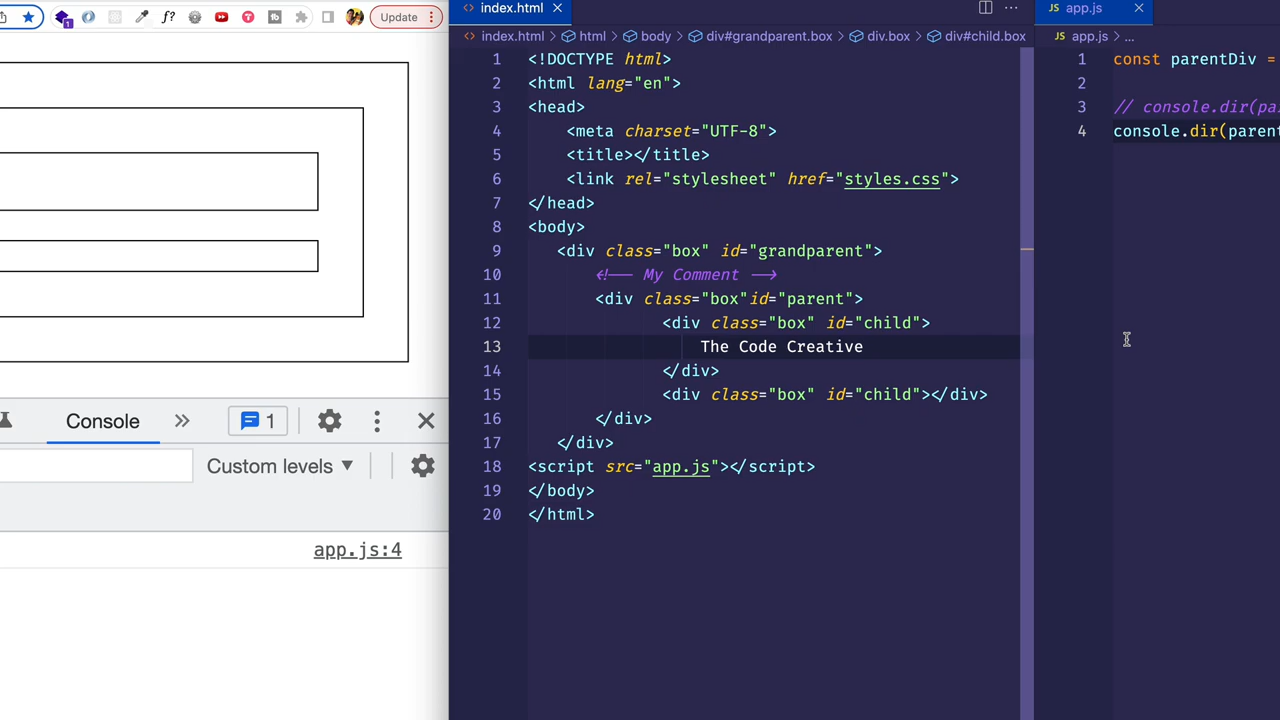 Update
Console
1
Custom levels
app.js:4
index.html
index.html > html > body > div#grandparent.box > div.box > div#child.box
1 <!DOCTYPE html>
2 <html lang="en">
3 <head>
4 <meta charset="UTF-8">
5 <title></title>
6 <link rel="stylesheet" href="styles.css">
7 </head>
8 <body>
9 <div class="box" id="grandparent">
10 <!-- My Comment -->
11 <div class="box"id="parent">
12 <div class="box" id="child">
13 The Code Creative
14 </div>
15 <div class="box" id="child"></div>
16 </div>
17 </div>
18 <script src="app.js"></script>
19 </body>
20 </html>
app.js
app.js > ...
1 const parentDiv =
2
3 // console.dir(pa
4 console.dir(parent